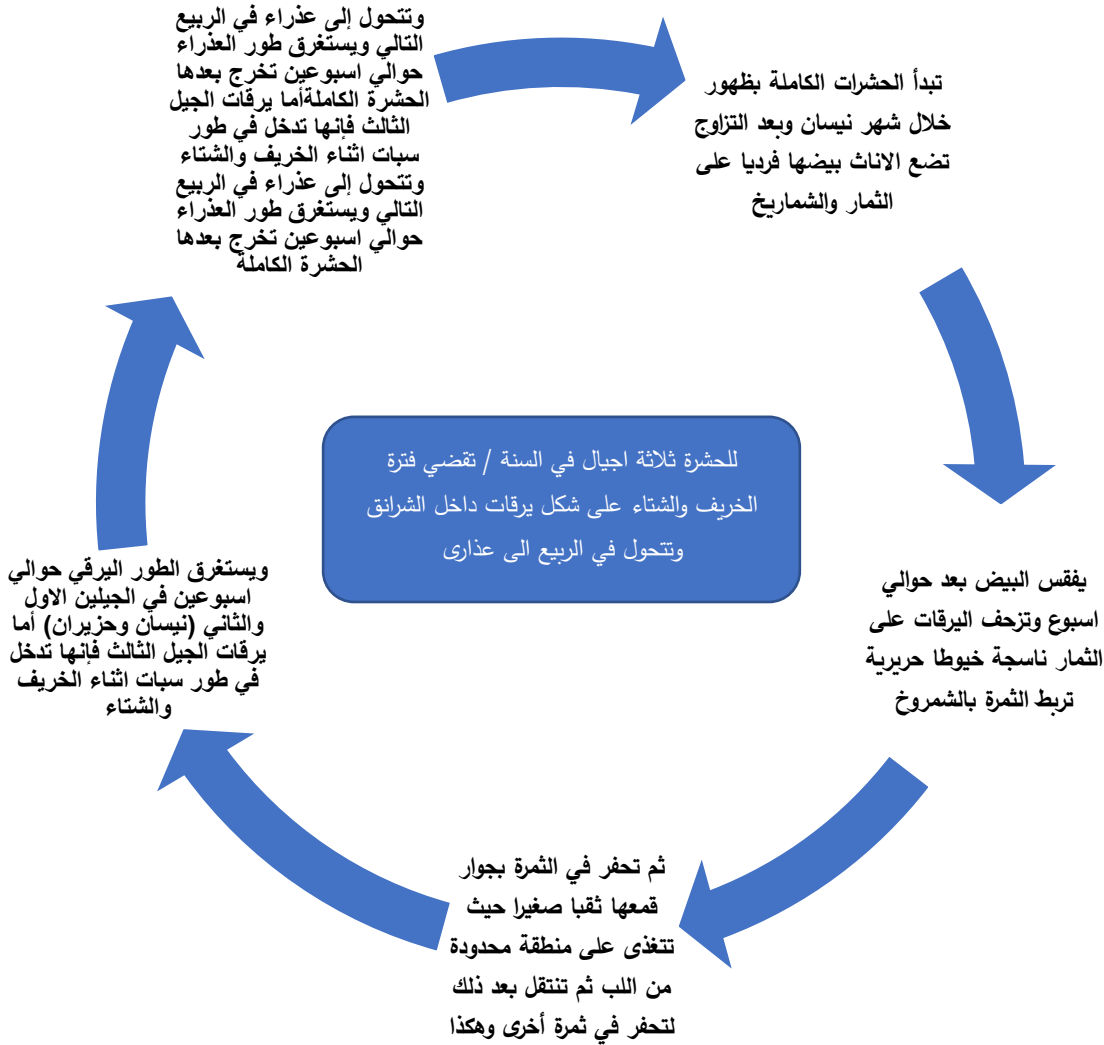 وتتحول إلى عذراء في الربيع
التالي ويستغرق طور العذراء
حوالي اسبوعين تخرج بعدها
الحشرة الكاملةأما يرقات الجيل
الثالث فإنها تدخل في طور
سبات اثناء الخريف والشتاء
وتتحول إلى عذراء في الربيع
التالي ويستغرق طور العذراء
حوالي اسبوعين تخرج بعدها
الحشرة الكاملة
تبدأ الحشرات الكاملة بظهور
خلال شهر نيسان وبعد التزاوج
تضع الاناث بيضها فرديا على
الثمار والشماريخ
للحشرة ثلاثة اجيال في السنة / تقضي فترة
الخريف والشتاء على شكل يرقات داخل الشرانق
وتتحول في الربيع الى عذارى
يفقس البيض بعد حوالي
اسبوع وتزحف اليرقات على
الثمار ناسجة خيوطا حريرية
تربط الثمرة بالشمروخ
ثم تحفر في الثمرة بجوار
قمعها ثقبا صغيرا حيث
تتغذى على منطقة محدودة
من اللب ثم تنتقل بعد ذلك
لتحفر في ثمرة أخرى وهكذا
ويستغرق الطور اليرقي حوالي
اسبوعين في الجيلين الاول
والثاني (نيسان وحزيران) أما
يرقات الجيل الثالث فإنها تدخل
في طور سبات اثناء الخريف
والشتاء